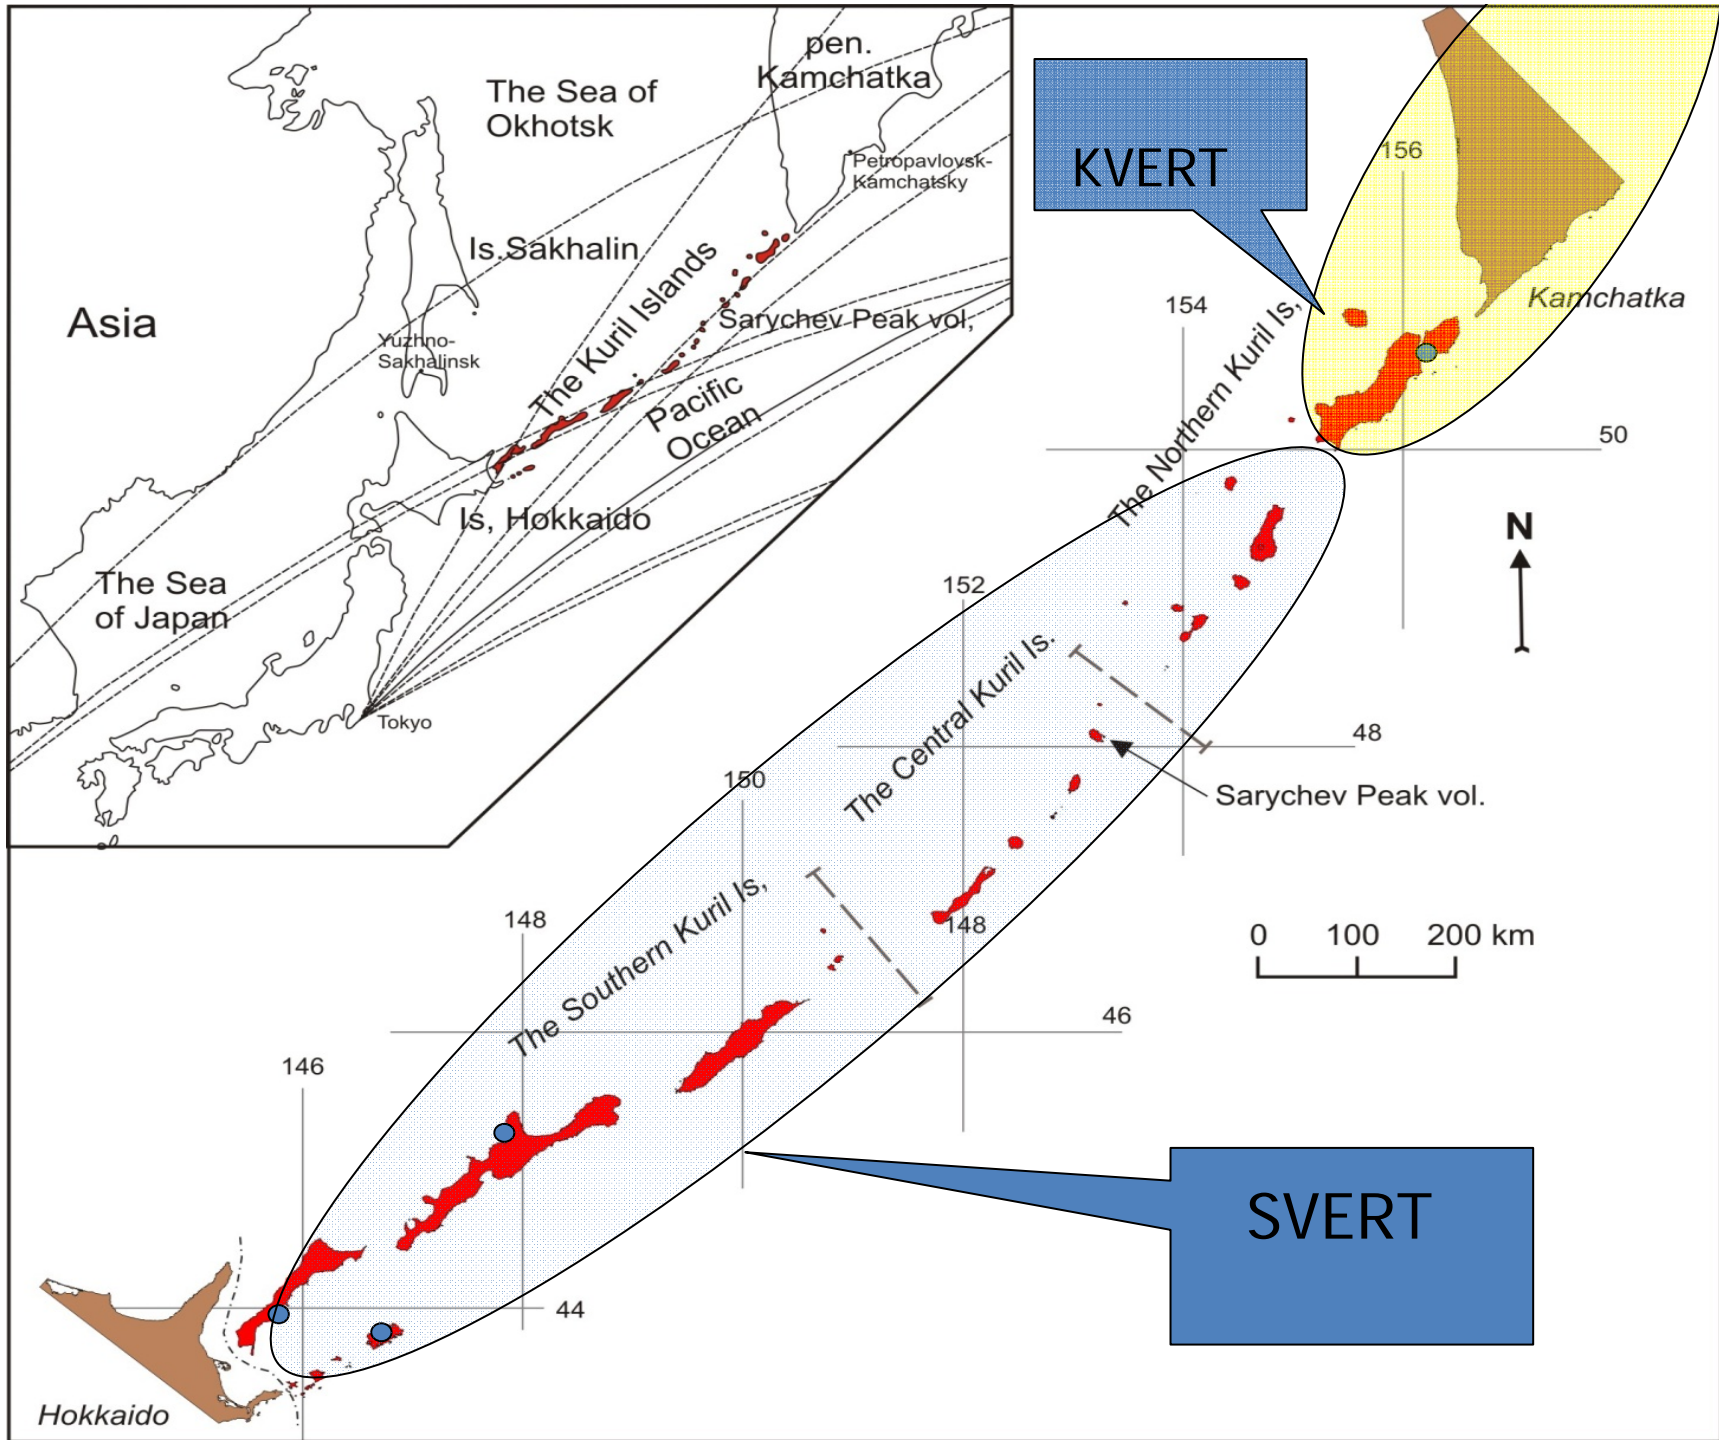 pen.
Kamchatka
The Sea of
Okhotsk
Petropavlovsk-
Kamchatsky
Is.Sakhalin
The Kuril Islands
Sarychev Peak vol,
Asia
Yuzhno-
Sakhalinsk
Pacific
Ocean
Is, Hokkaido
The Sea
of Japan
Tokyo
KVERT
156
Kamchatka
154
The Northern Kuril Is,
50
N
152
The Central Kuril Is.
48
150
Sarychev Peak vol.
The Southern Kuril Is,
148
148
0 100 200 km
46
146
SVERT
44
Hokkaido